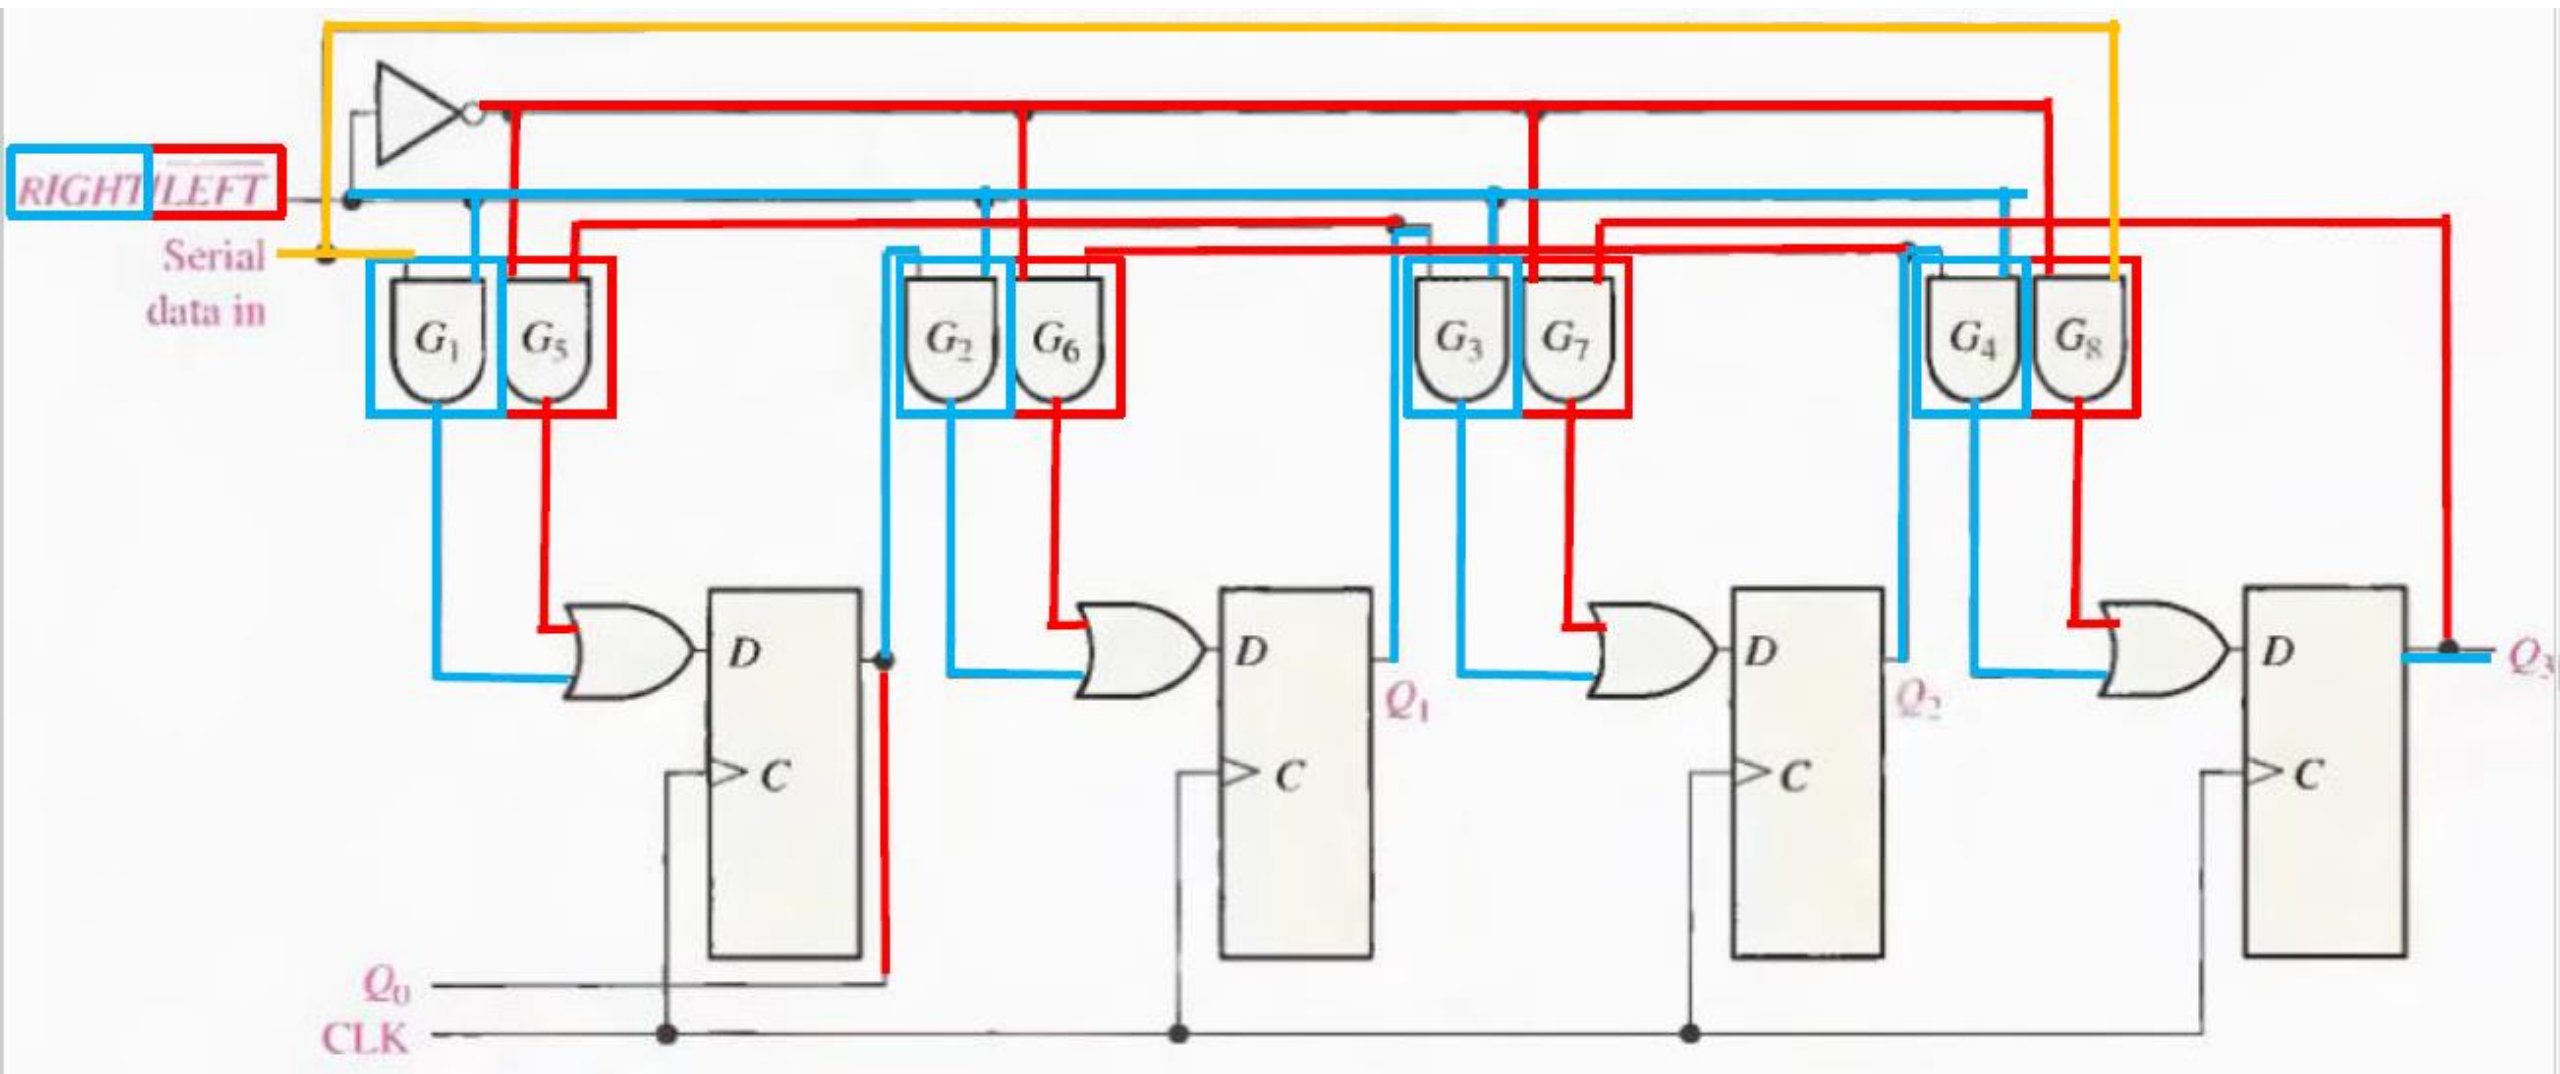 RIGHT/LEFT
Serial
data in
G1 G5 G2 G6 G3 G7 G4 G8
D D D D
Q1 Q2 Q3
C C C C
Q0
CLK